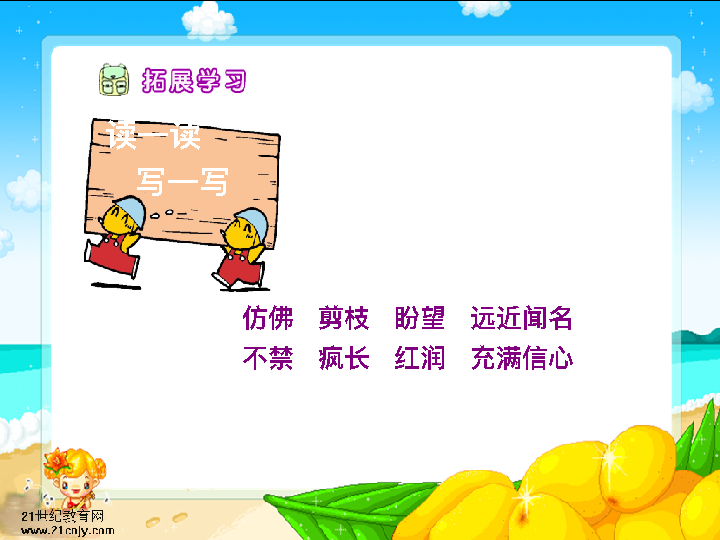 拓展学习
读一读
写一写
仿佛 剪枝 盼望 远近闻名
不禁 疯长 红润 充满信心
21世纪教育网
www.21cnjy.com